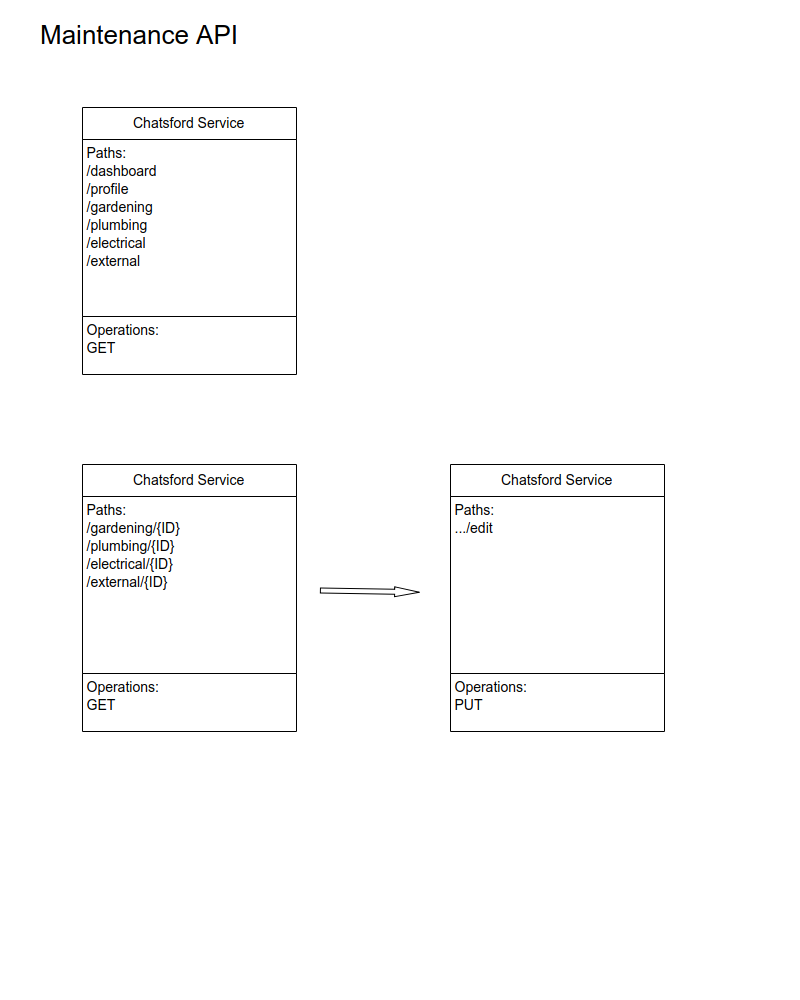 Maintenance API
Chatsford Service
Paths:
/dashboard
/profile
/gardening
/plumbing
/electrical
/external
Operations:
GET
Chatsford Service
Paths:
/gardening/{ID}
/plumbing/{ID}
/electrical/{ID}
/external/{ID}
Operations:
GET
Chatsford Service
Paths:
.../edit
Operations:
PUT